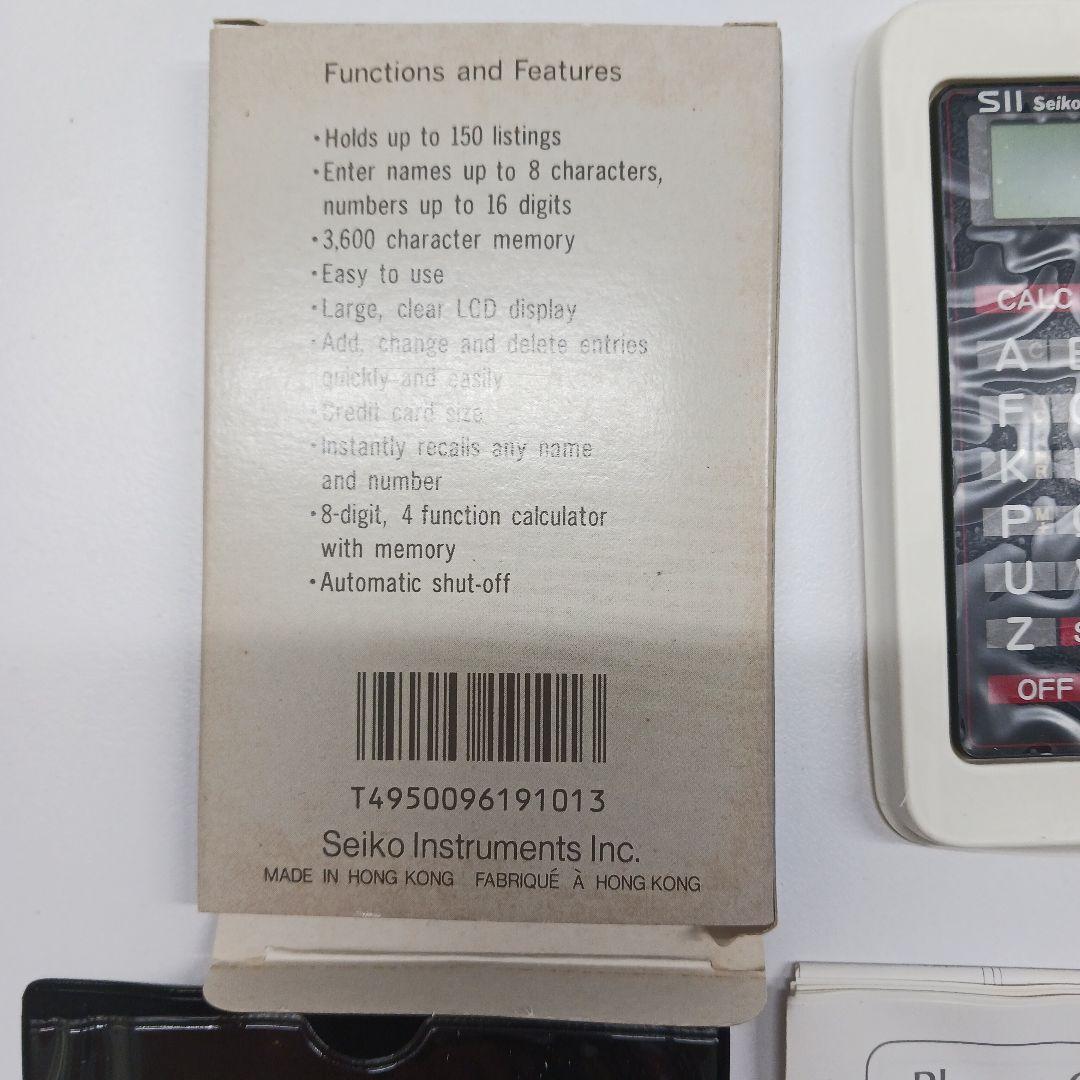 Functions and Features
·Holds up to 150 listings
·Enter names up to 8 characters,
numbers up to 16 digits
·3,600 character memory
·Easy to use
·Large, clear LCD display
·Add, change and delete entries
quickly and easily
·Credit card size
·Instantly recalls any name
and number
·8-digit, 4 function calculator
with memory
·Automatic shut-off
T4950096191013
Seiko Instruments Inc.
MADE IN HONG KONG FABRIQUÉ À HONG KONG
SII Seiko
CALC
A C
F
K R
P M+
U
Z
OFF